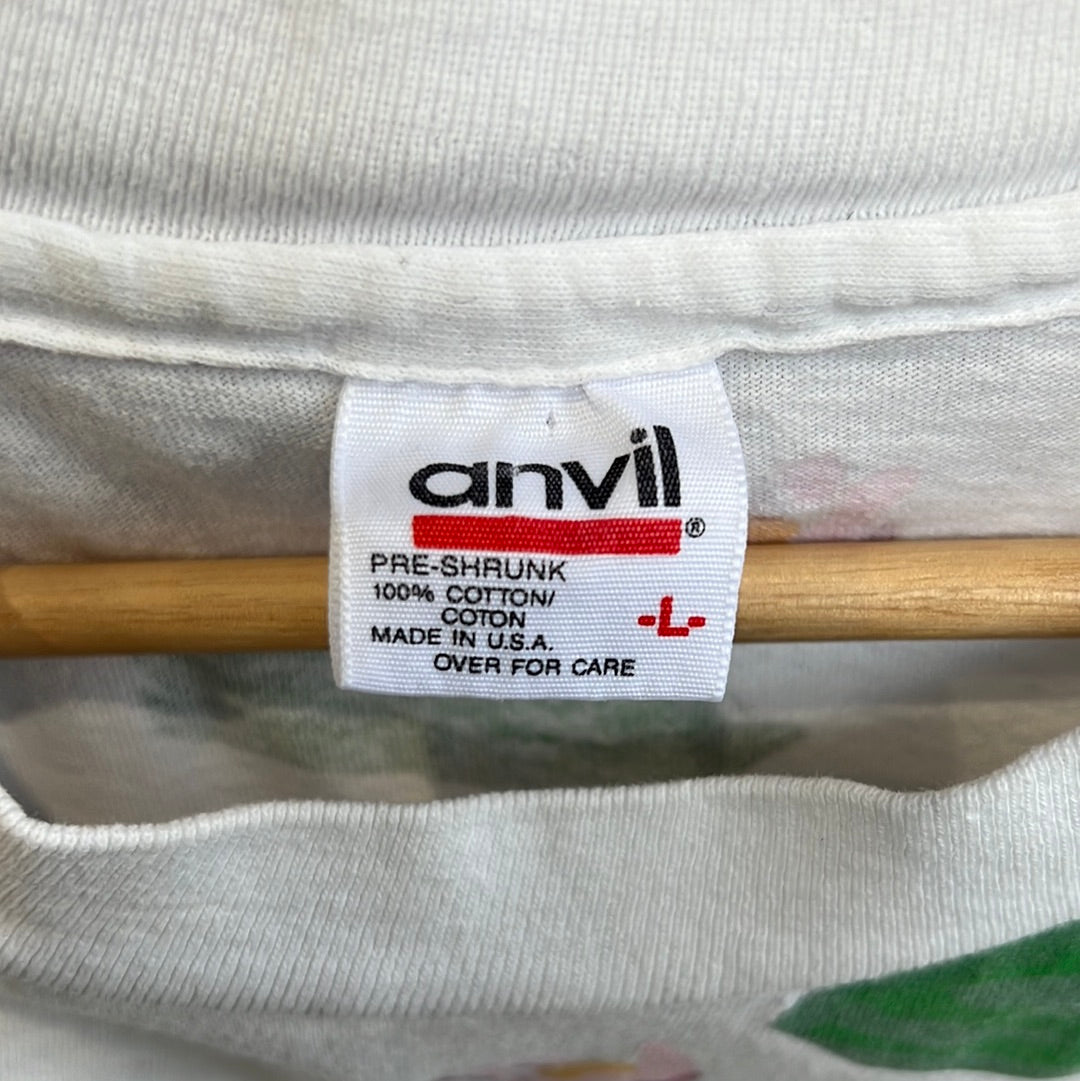 anvil®
PRE-SHRUNK
100% COTTON/
COTON
-L-
MADE IN U.S.A.
OVER FOR CARE